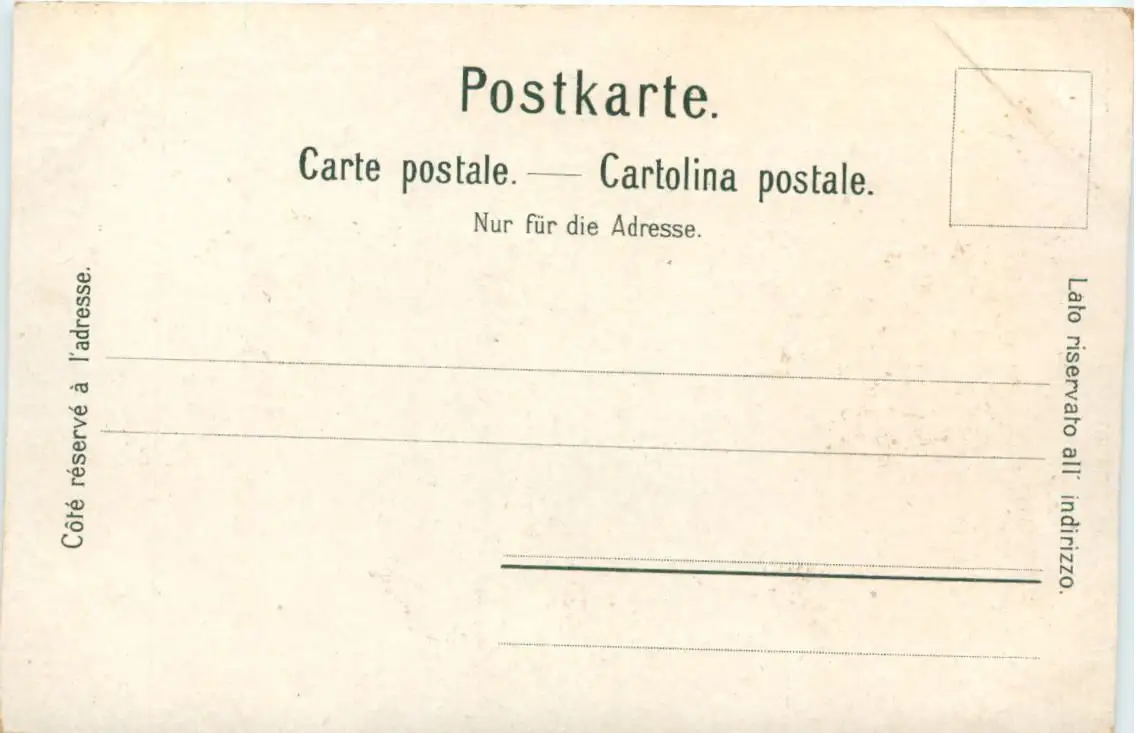 Postkarte.
Carte postale. — Cartolina postale.
Nur für die Adresse.
Côté réservé à l'adresse.
Lato riservato all' indirizzo.